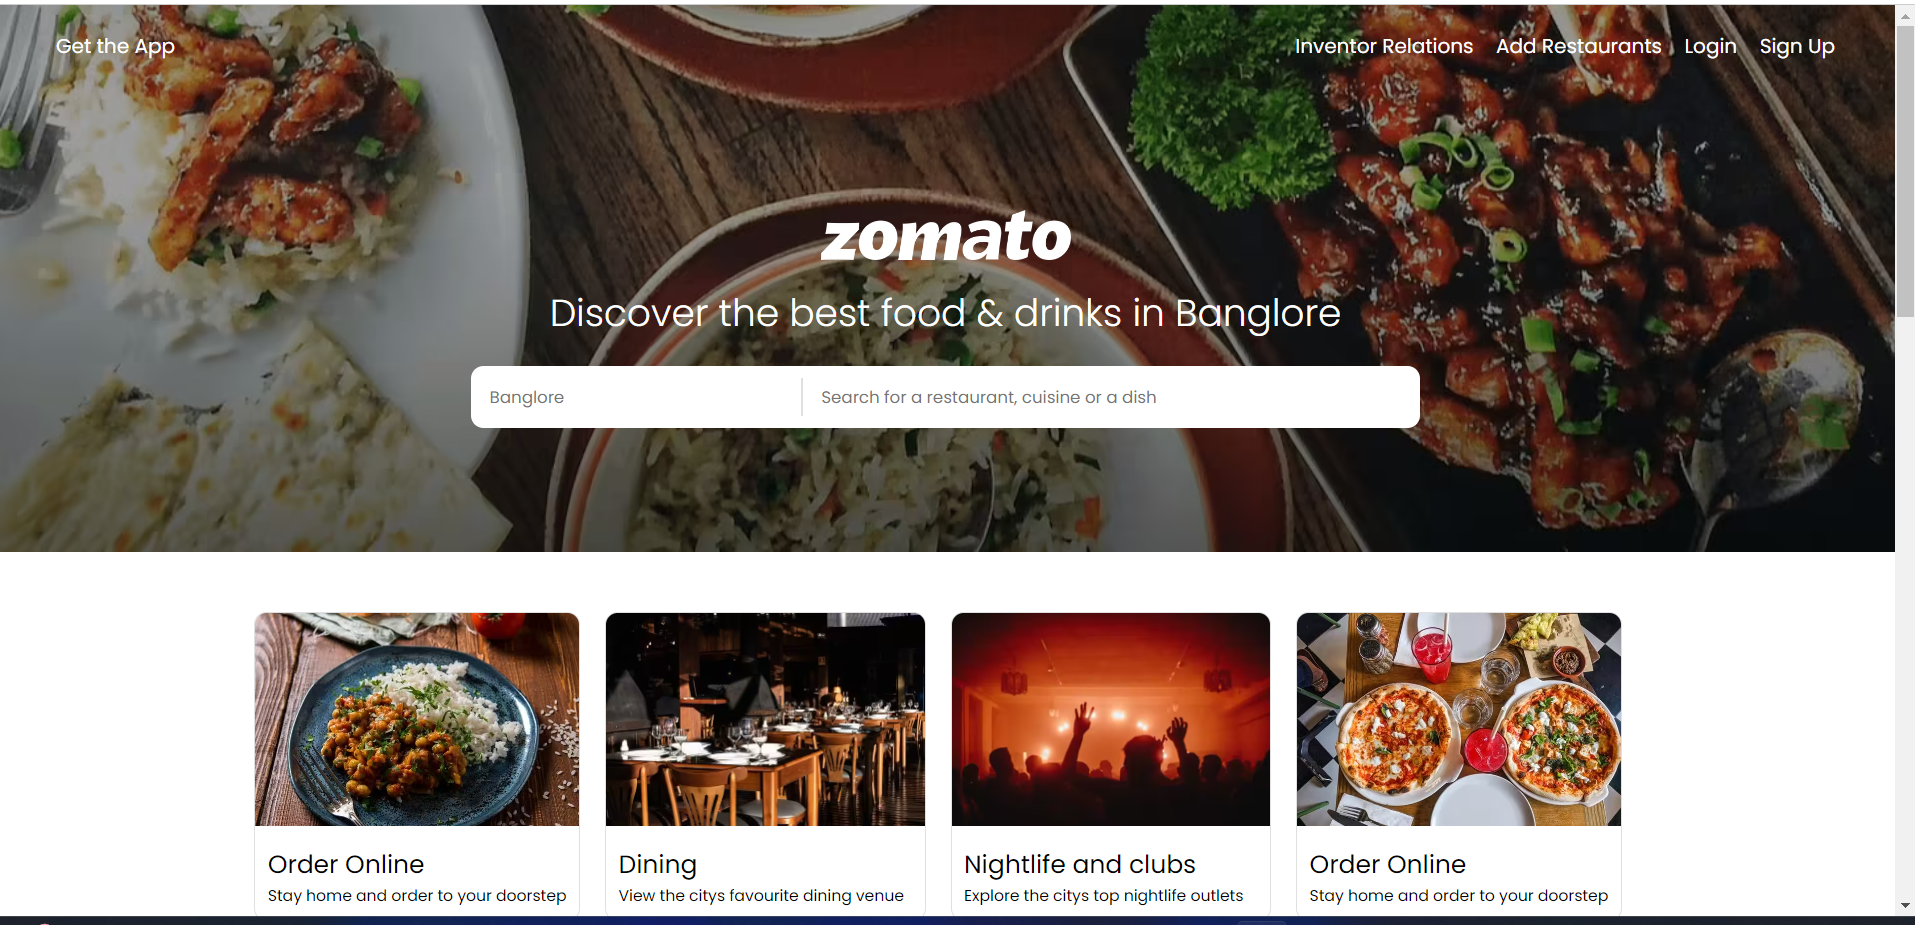 Get the App
Inventor Relations Add Restaurants Login Sign Up
zomato
Discover the best food & drinks in Banglore
Banglore
Search for a restaurant, cuisine or a dish
Order Online
Stay home and order to your doorstep
Dining
View the citys favourite dining venue
Nightlife and clubs
Explore the citys top nightlife outlets
Order Online
Stay home and order to your doorstep